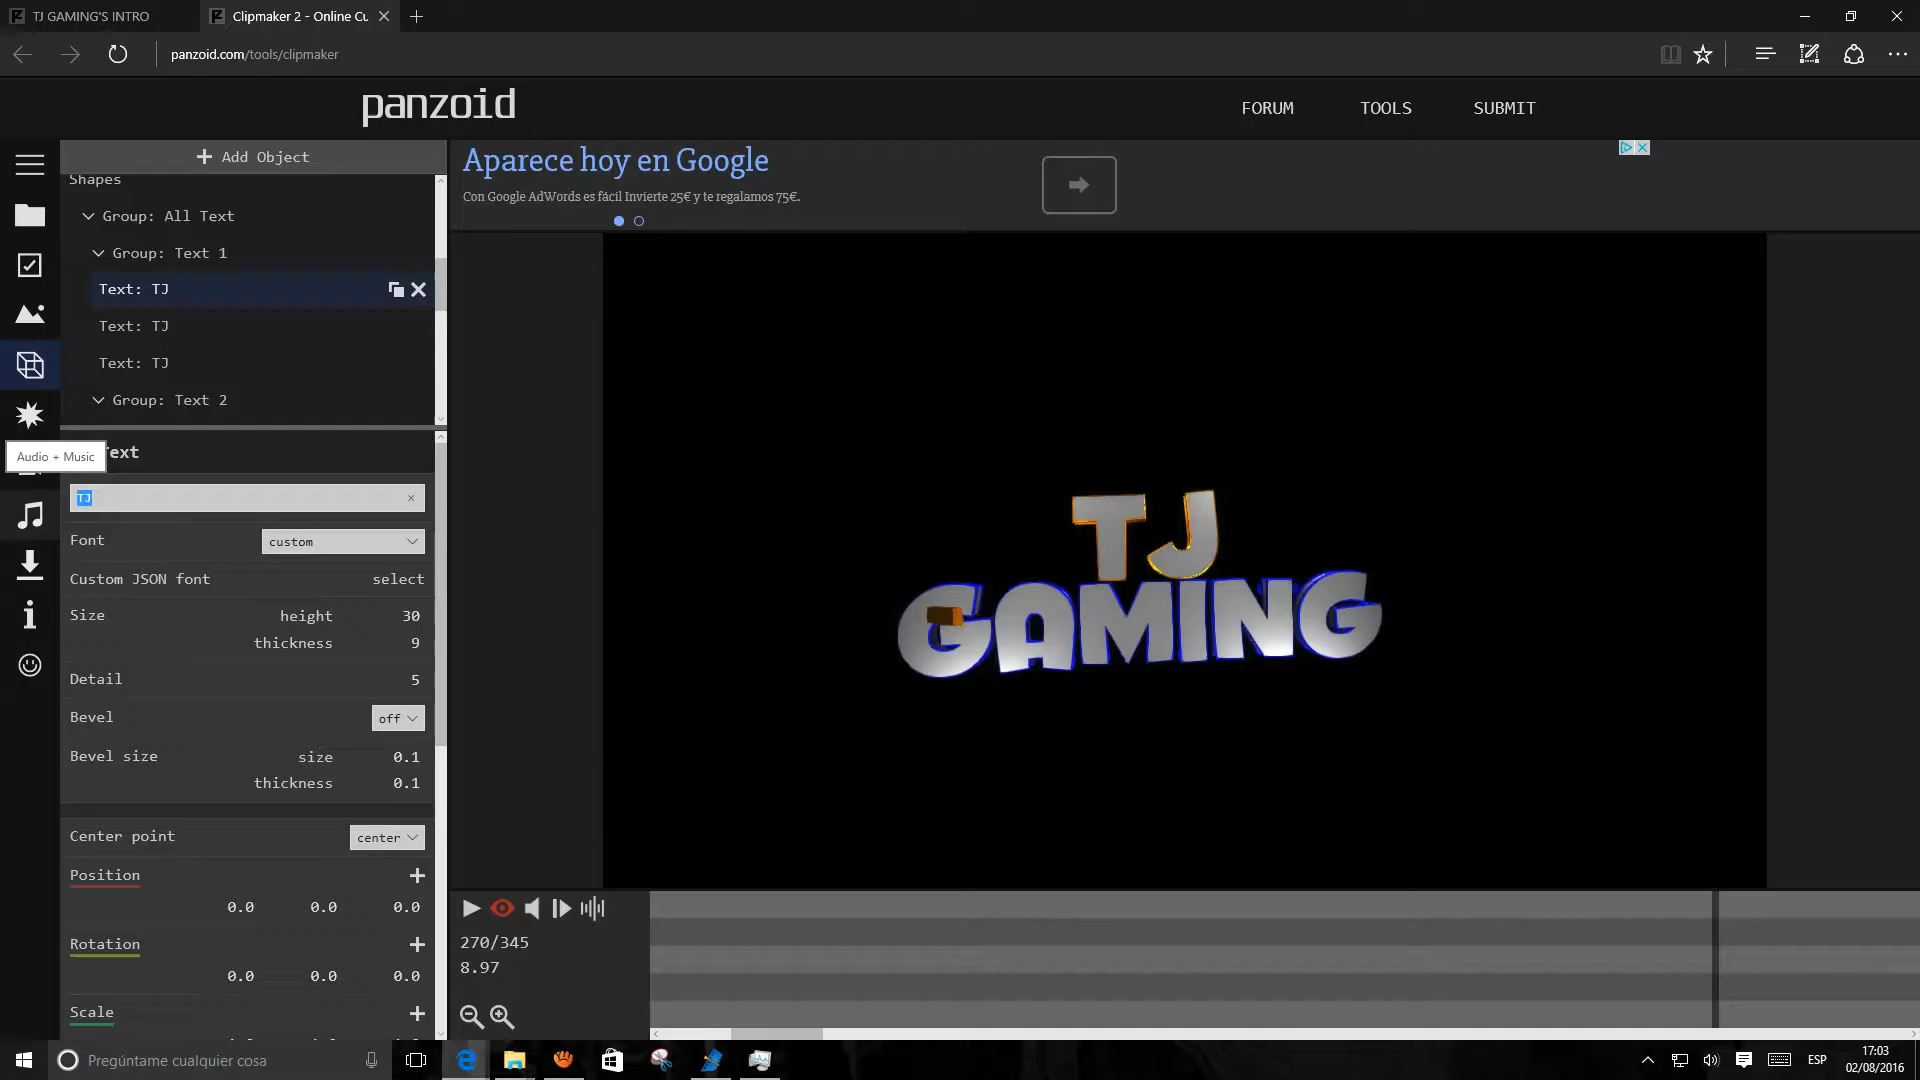 TJ GAMING'S INTRO
Clipmaker 2 - Online Cu
panzoid.com/tools/clipmaker
panzoid
FORUM
TOOLS
SUBMIT
Add Object
Shapes
Group: All Text
Group: Text 1
Text: TJ
Text: TJ
Text: TJ
Group: Text 2
Audio + Music
Text
TJ
Font
custom
Custom JSON font
select
Size
height
30
thickness
9
Detail
5
Bevel
off
Bevel size
size
0.1
thickness
0.1
Center point
center
Position
0.0
0.0
0.0
Rotation
0.0
0.0
0.0
Scale
Aparece hoy en Google
Con Google AdWords es fácil Invierte 25€ y te regalamos 75€.
TJ
GAMING
270/345
8.97
Pregúntame cualquier cosa
ESP
17:03
02/08/2016